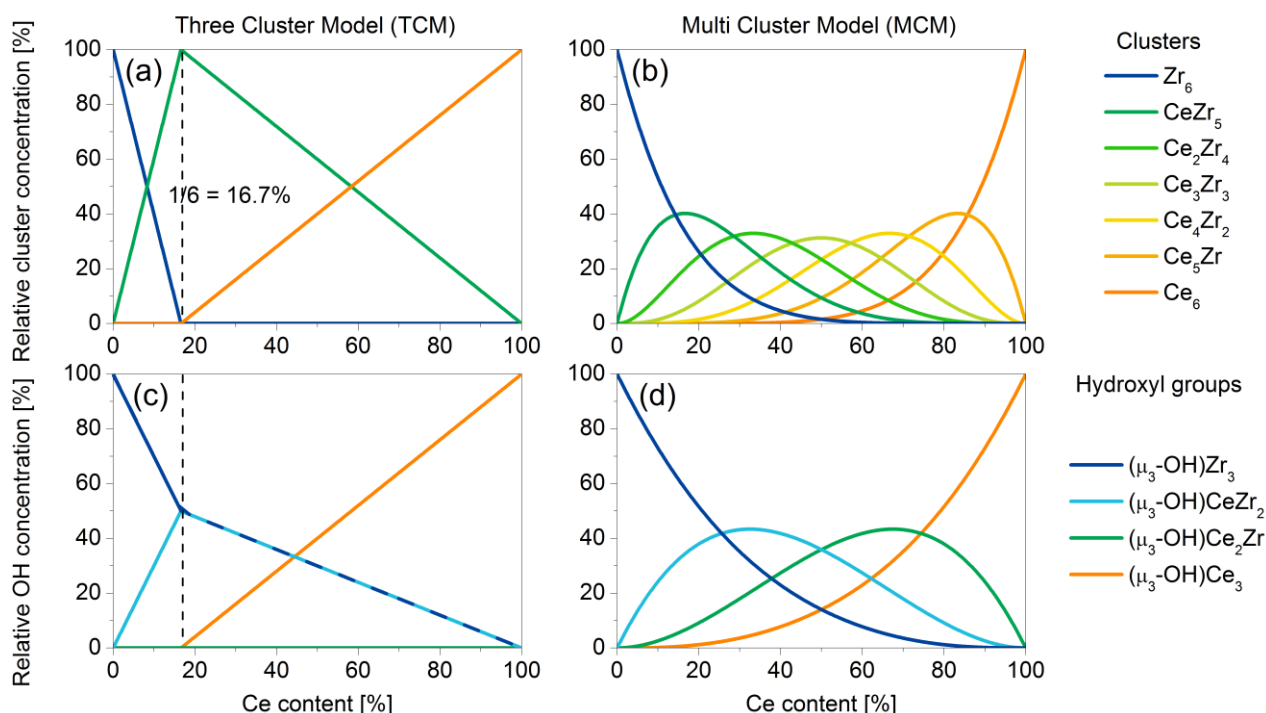 Three Cluster Model (TCM)
Multi Cluster Model (MCM)
Relative cluster concentration [%]
100
80
60
40
20
0
(a)
1/6 = 16.7%
0 20 40 60 80 100
100
80
60
40
20
0
(b)
0 20 40 60 80 100
Clusters
Zr₆
CeZr₅
Ce₂Zr₄
Ce₃Zr₃
Ce₄Zr₂
Ce₅Zr
Ce₆
Relative OH concentration [%]
100
80
60
40
20
0
(c)
0 20 40 60 80 100
Ce content [%]
100
80
60
40
20
0
(d)
0 20 40 60 80 100
Ce content [%]
Hydroxyl groups
(μ₃-OH)Zr₃
(μ₃-OH)CeZr₂
(μ₃-OH)Ce₂Zr
(μ₃-OH)Ce₃